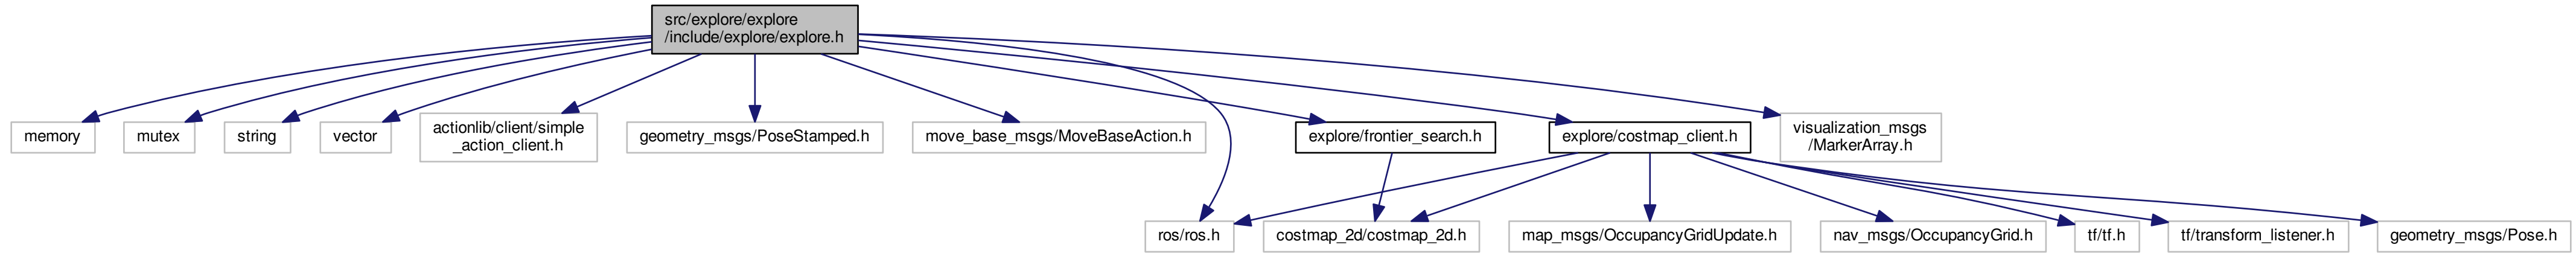 src/explore/explore
/include/explore/explore.h
memory
mutex
string
vector
actionlib/client/simple
_action_client.h
geometry_msgs/PoseStamped.h
move_base_msgs/MoveBaseAction.h
explore/frontier_search.h
explore/costmap_client.h
visualization_msgs
/MarkerArray.h
ros/ros.h
costmap_2d/costmap_2d.h
map_msgs/OccupancyGridUpdate.h
nav_msgs/OccupancyGrid.h
tf/tf.h
tf/transform_listener.h
geometry_msgs/Pose.h